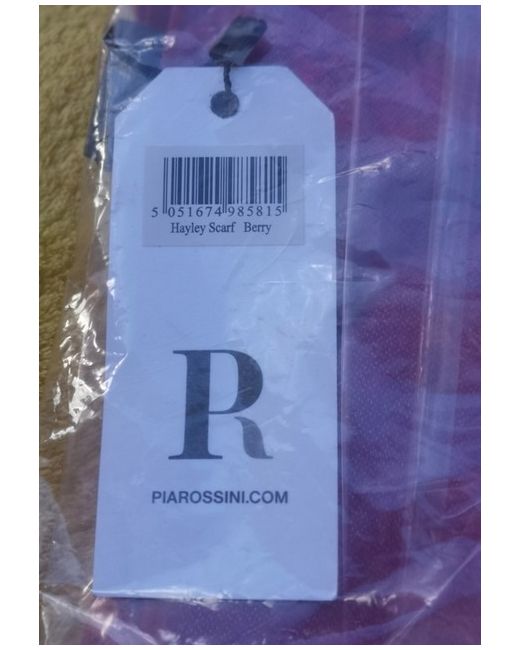 5 051674 985815
Hayley Scarf Berry
R
PIAROSSINI.COM